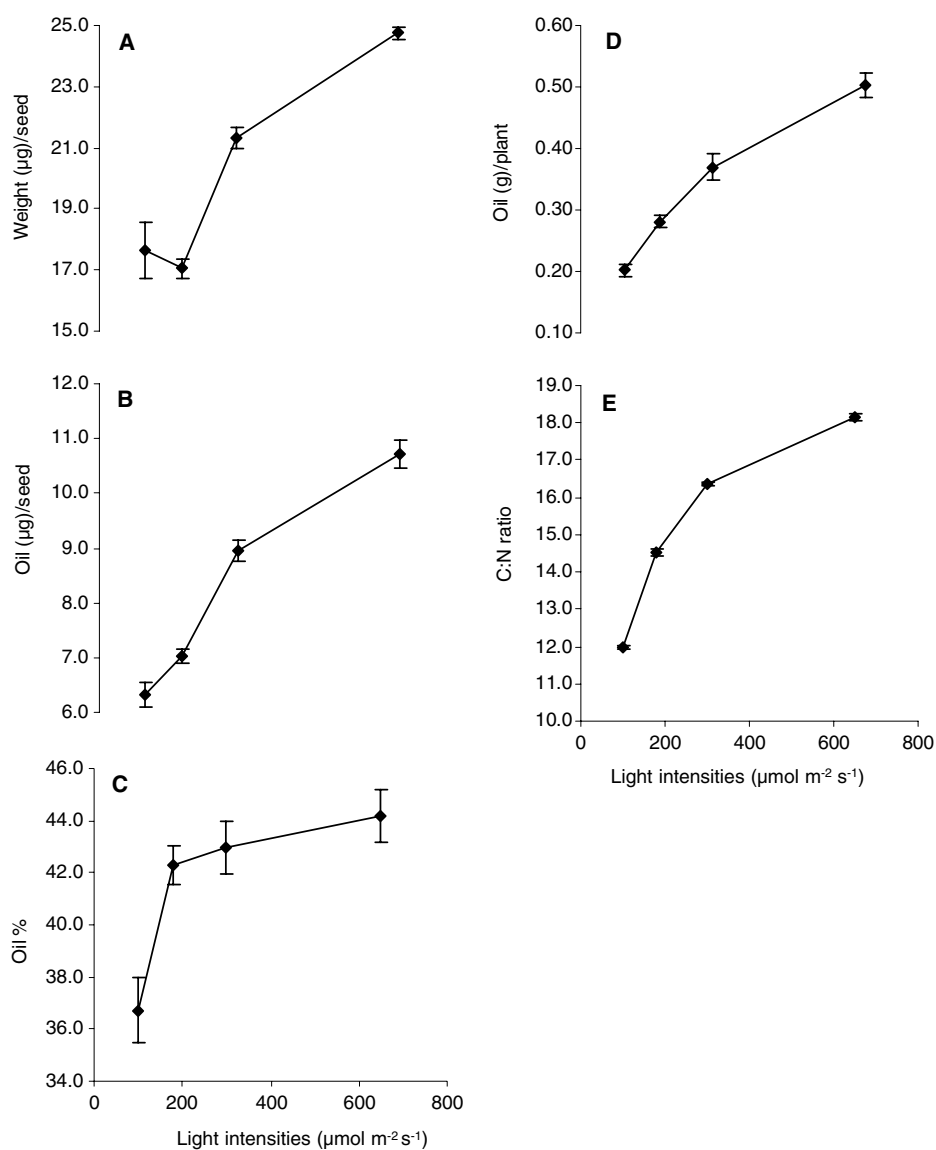 A
Weight (µg)/seed
25.0
23.0
21.0
19.0
17.0
15.0
B
Oil (µg)/seed
12.0
11.0
10.0
9.0
8.0
7.0
6.0
C
Oil %
46.0
44.0
42.0
40.0
38.0
36.0
34.0
0 200 400 600 800
Light intensities (µmol m⁻² s⁻¹)
D
Oil (g)/plant
0.60
0.50
0.40
0.30
0.20
0.10
E
C:N ratio
19.0
18.0
17.0
16.0
15.0
14.0
13.0
12.0
11.0
10.0
0 200 400 600 800
Light intensities (µmol m⁻² s⁻¹)